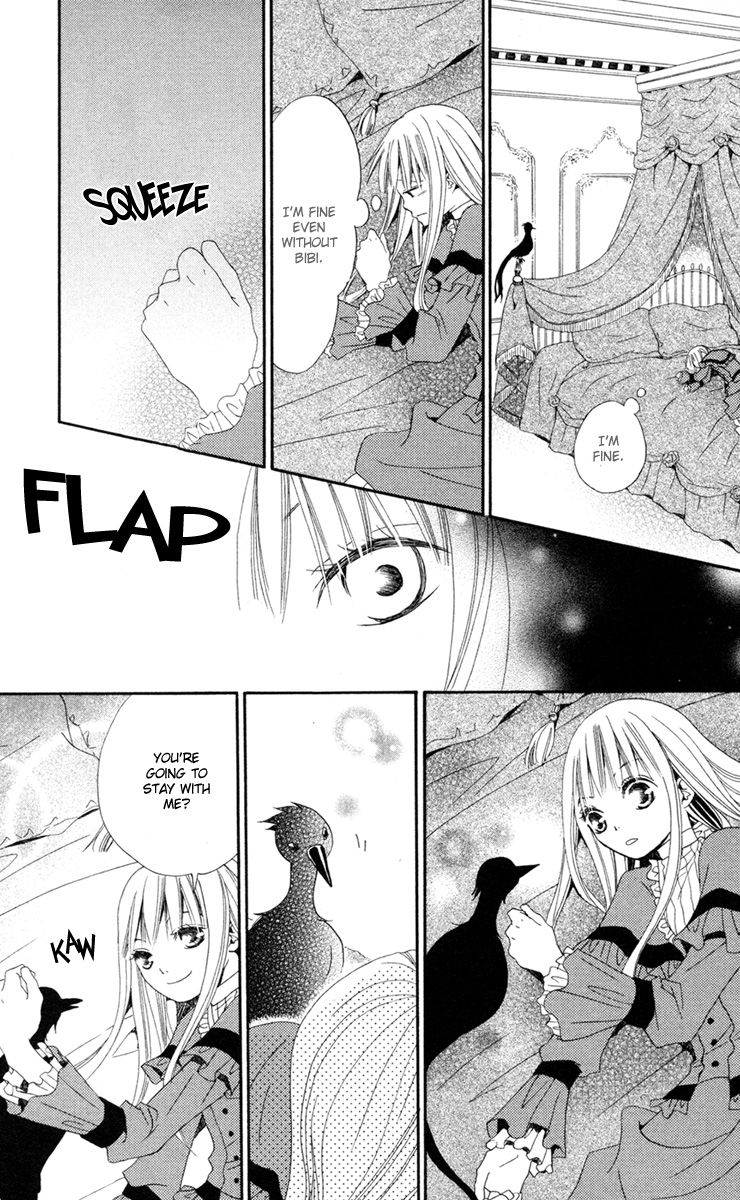 I'M
FINE.
I'M FINE
EVEN
WITHOUT
BIBI.
SQUEEZE
FLAP
YOU'RE
GOING TO
STAY WITH
ME?
KAW